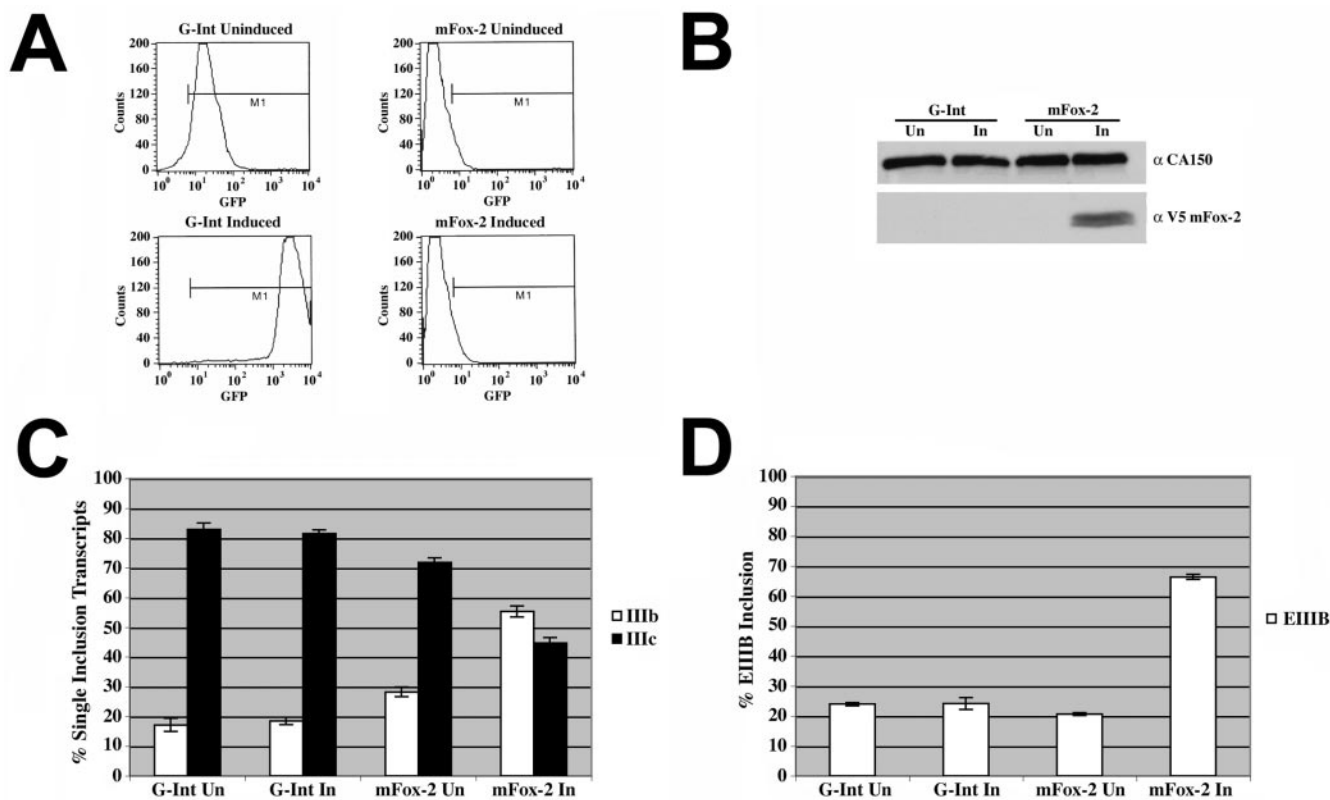 A
G-Int Uninduced
200
160
120
80
40
0
Counts
M1
10^0 10^1 10^2 10^3 10^4
GFP
mFox-2 Uninduced
200
160
120
80
40
0
Counts
M1
10^0 10^1 10^2 10^3 10^4
GFP
G-Int Induced
200
160
120
80
40
0
Counts
M1
10^0 10^1 10^2 10^3 10^4
GFP
mFox-2 Induced
200
160
120
80
40
0
Counts
M1
10^0 10^1 10^2 10^3 10^4
GFP
B
G-Int mFox-2
Un In Un In
α CA150
α V5 mFox-2
C
% Single Inclusion Transcripts
100
90
80
70
60
50
40
30
20
10
0
G-Int Un G-Int In mFox-2 Un mFox-2 In
IIIb
IIIc
D
% EIIIB Inclusion
100
90
80
70
60
50
40
30
20
10
0
G-Int Un G-Int In mFox-2 Un mFox-2 In
EIIIB